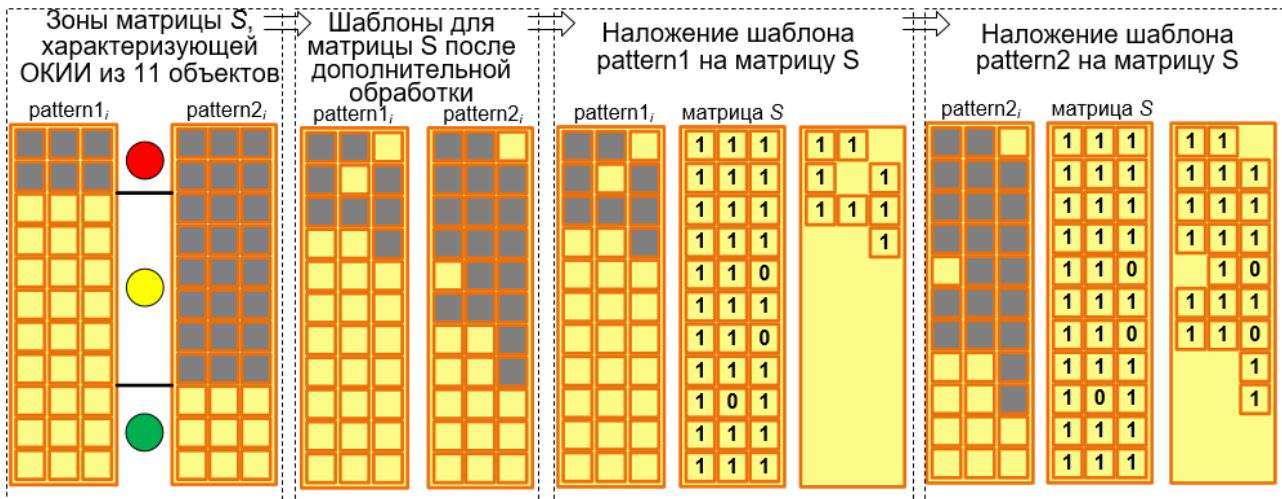 Зоны матрицы S,
характеризующей
ОКИИ из 11 объектов
pattern1i
pattern2i
Шаблоны для
матрицы S после
дополнительной
обработки
pattern1i
pattern2i
Наложение шаблона
pattern1 на матрицу S
pattern1i
матрица S
1 1 1
1 1 1
1 1 1
1 1 1
1 1 0
1 1 1
1 1 0
1 1 1
1 0 1
1 1 1
1 1 1
1 1
1 1
1 1 1
1
Наложение шаблона
pattern2 на матрицу S
pattern2i
матрица S
1 1 1
1 1 1
1 1 1
1 1 1
1 1 0
1 1 1
1 1 0
1 1 1
1 0 1
1 1 1
1 1 1
1 1
1 1 1
1 1 1
1 1 1
1 0
1 1 1
1 1 0
1
1